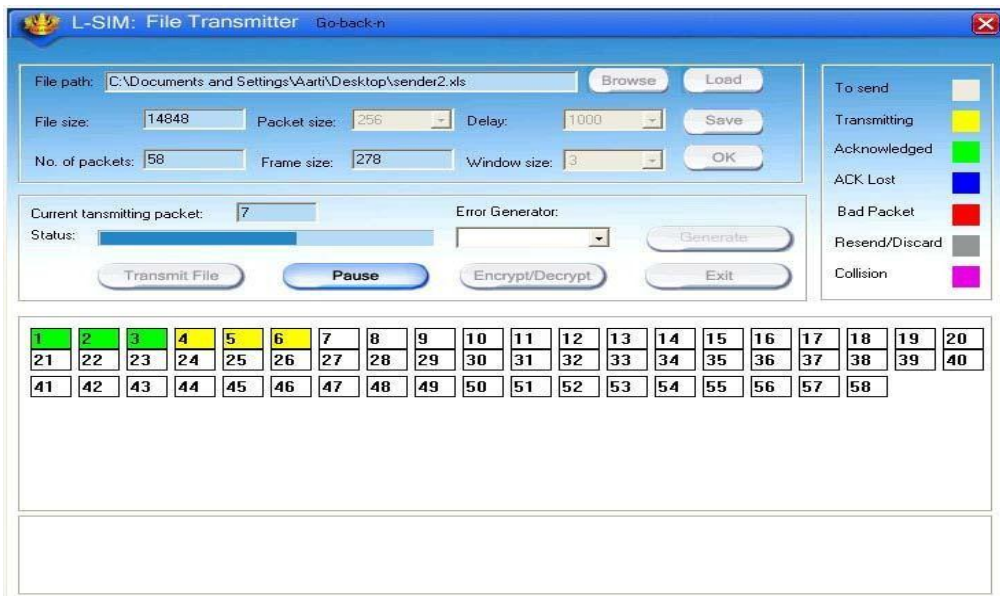 L-SIM: File Transmitter Go-back-n
File path: C:\Documents and Settings\Aarti\Desktop\sender2.xls Browse Load
File size: 14848 Packet size: 256 Delay: 1000 Save
No. of packets: 58 Frame size: 278 Window size: 3 OK
To send
Transmitting
Acknowledged
ACK Lost
Bad Packet
Resend/Discard
Collision
Current tansmitting packet: 7 Error Generator:
Status: Generate
Transmit File Pause Encrypt/Decrypt Exit
1 2 3 4 5 6 7 8 9 10 11 12 13 14 15 16 17 18 19 20
21 22 23 24 25 26 27 28 29 30 31 32 33 34 35 36 37 38 39 40
41 42 43 44 45 46 47 48 49 50 51 52 53 54 55 56 57 58